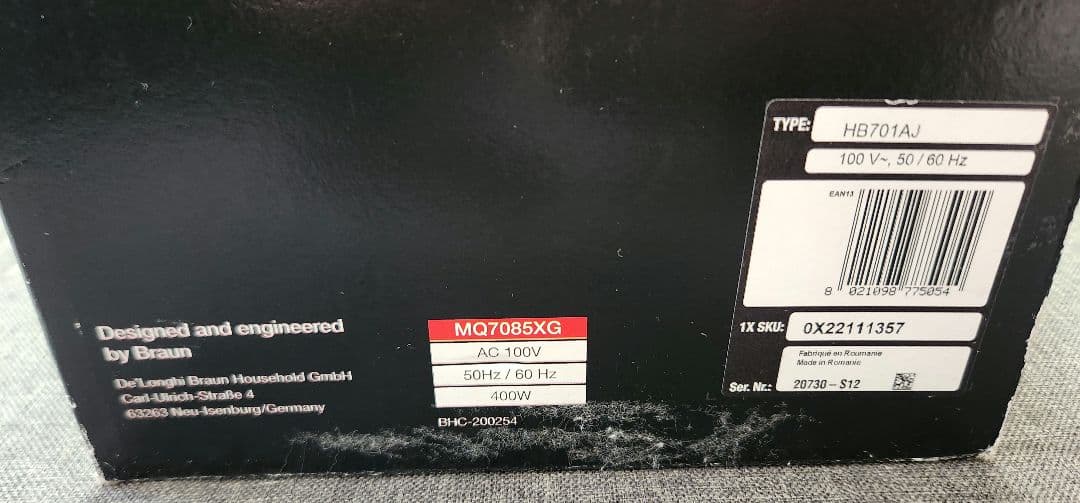 Designed and engineered
by Braun
De'Longhi Braun Household GmbH
Carl-Ulrich-Straße 4
63263 Neu-Isenburg/Germany
MQ7085XG
AC 100V
50Hz / 60 Hz
400W
BHC-200254
TYPE: HB701AJ
100 V~, 50 / 60 Hz
EAN13
8 021098 775054
1X SKU: 0X22111357
Fabriqué en Roumanie
Made in Romania
Ser. Nr.: 20730-S12